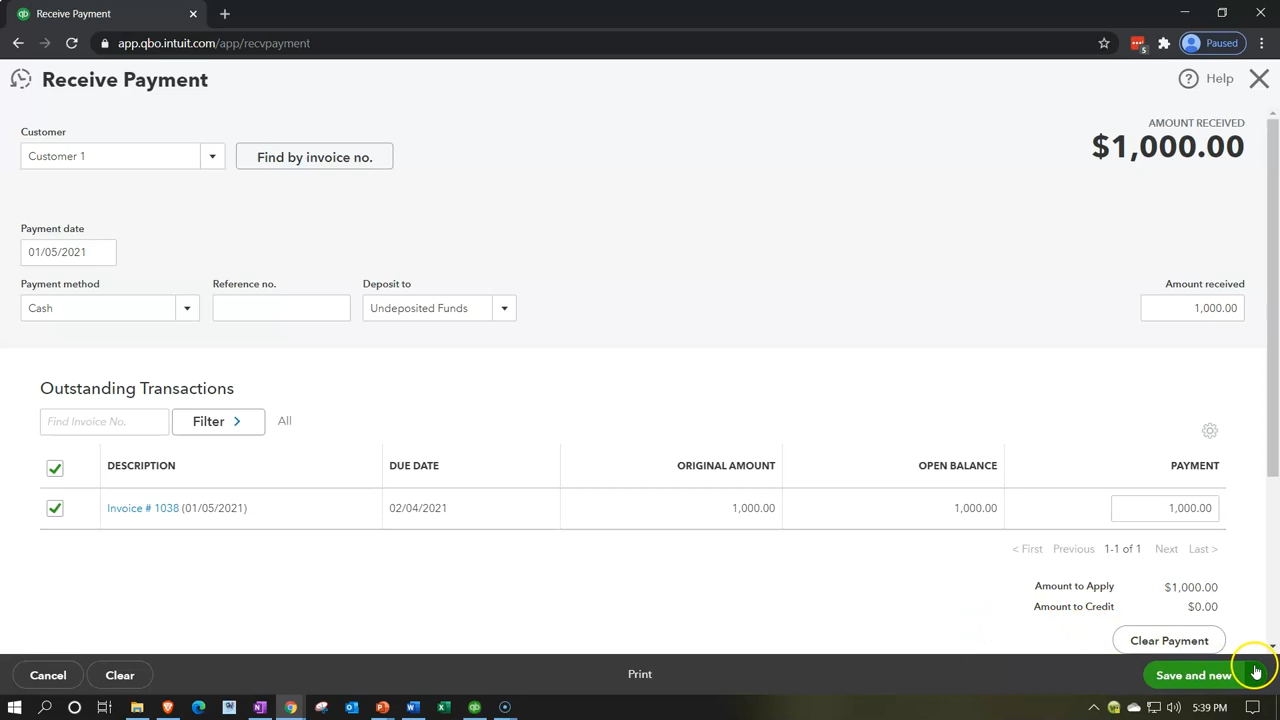 Receive Payment
app.qbo.intuit.com/app/recvpayment
5
Paused
Receive Payment
Help
Customer
Customer 1
Find by invoice no.
AMOUNT RECEIVED
$1,000.00
Payment date
01/05/2021
Payment method
Reference no.
Deposit to
Amount received
Cash
Undeposited Funds
1,000.00
Outstanding Transactions
Find Invoice No.
Filter >
All
DESCRIPTION
DUE DATE
ORIGINAL AMOUNT
OPEN BALANCE
PAYMENT
Invoice # 1038 (01/05/2021)
02/04/2021
1,000.00
1,000.00
1,000.00
< First Previous 1-1 of 1 Next Last >
Amount to Apply $1,000.00
Amount to Credit $0.00
Clear Payment
Cancel
Clear
Print
Save and new
5:39 PM